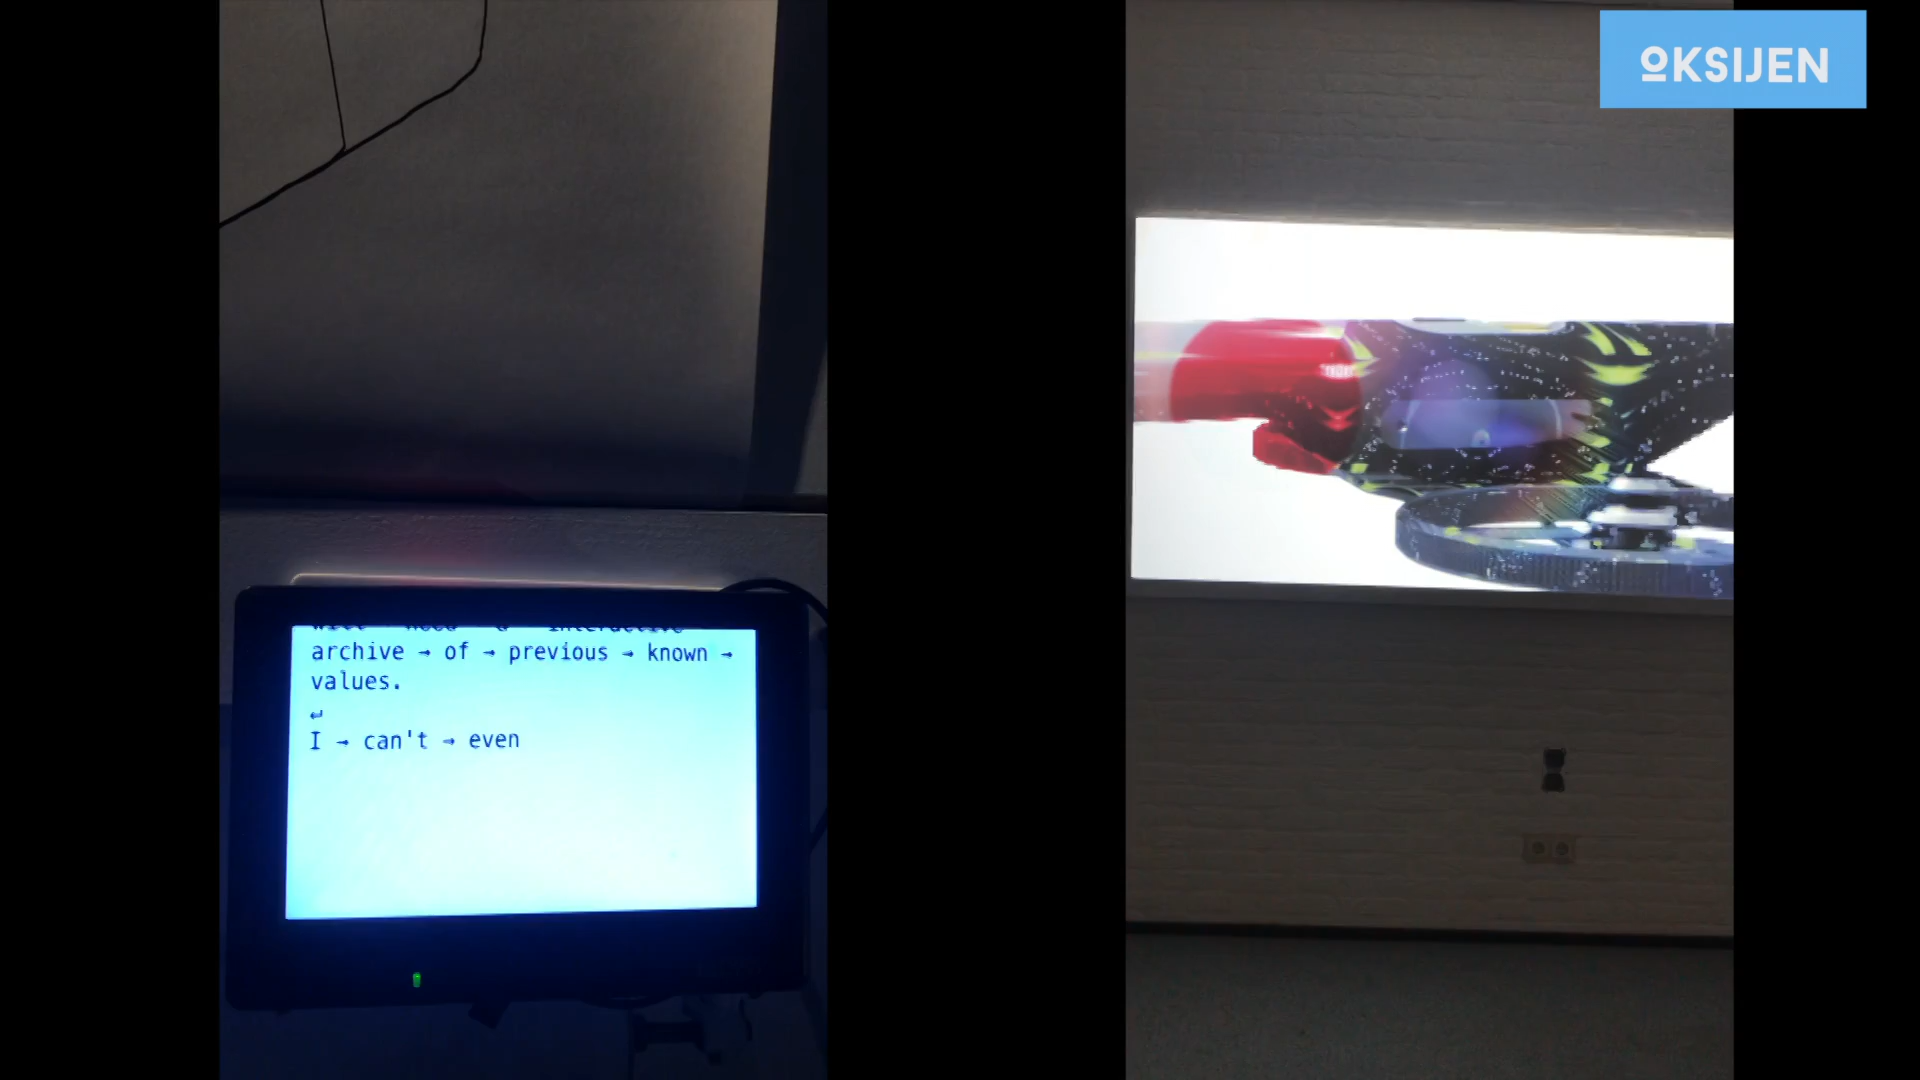 archive → of → previous → known →
values.
↵
I → can't → even
OKSIJEN